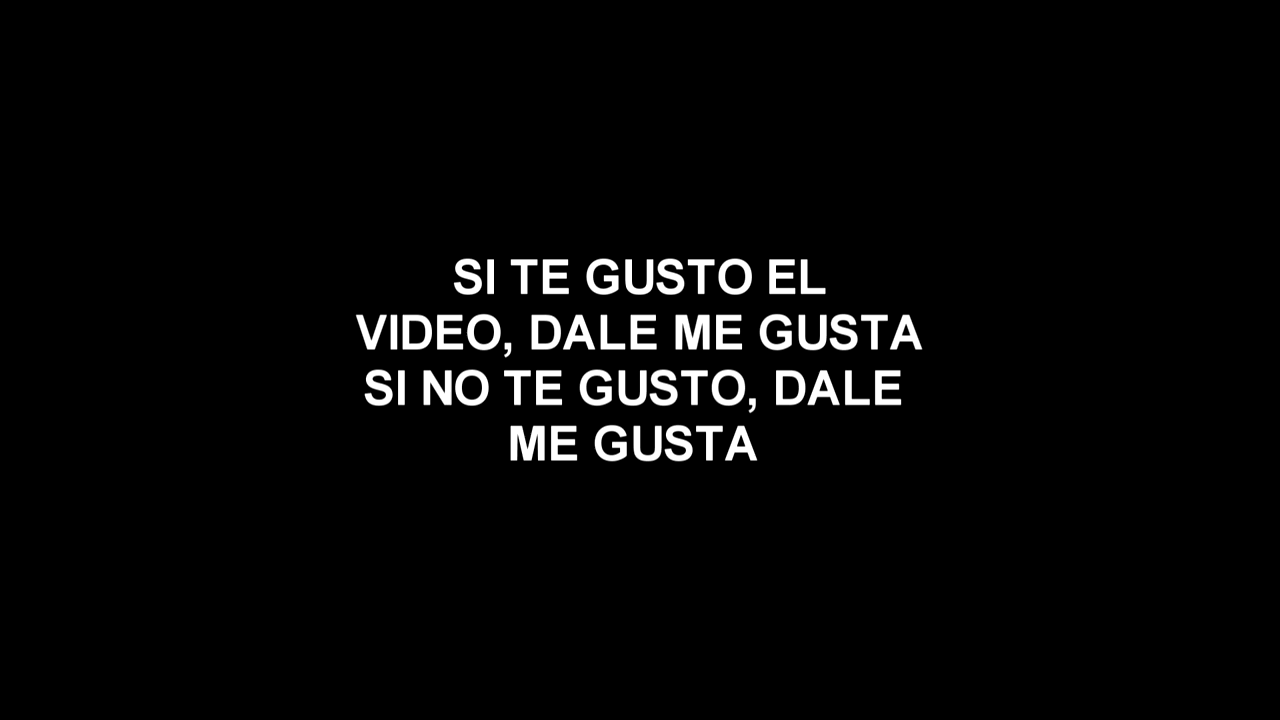 SI TE GUSTO EL
VIDEO, DALE ME GUSTA
SI NO TE GUSTO, DALE
ME GUSTA